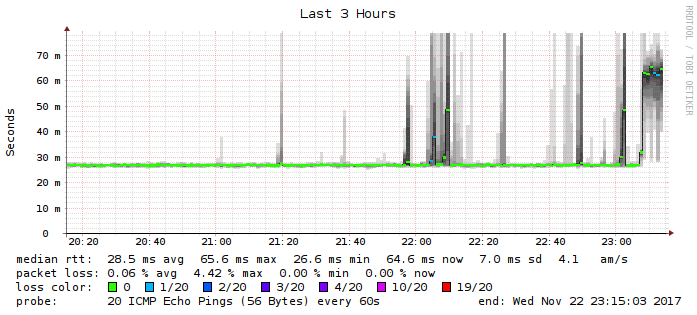 Last 3 Hours
RRDTOOL / TOBI OETIKER
Seconds
70 m
60 m
50 m
40 m
30 m
20 m
10 m
0
20:20 20:40 21:00 21:20 21:40 22:00 22:20 22:40 23:00
median rtt: 28.5 ms avg 65.6 ms max 26.6 ms min 64.6 ms now 7.0 ms sd 4.1 am/s
packet loss: 0.06 % avg 4.42 % max 0.00 % min 0.00 % now
loss color: 0 1/20 2/20 3/20 4/20 10/20 19/20
probe: 20 ICMP Echo Pings (56 Bytes) every 60s end: Wed Nov 22 23:15:03 2017